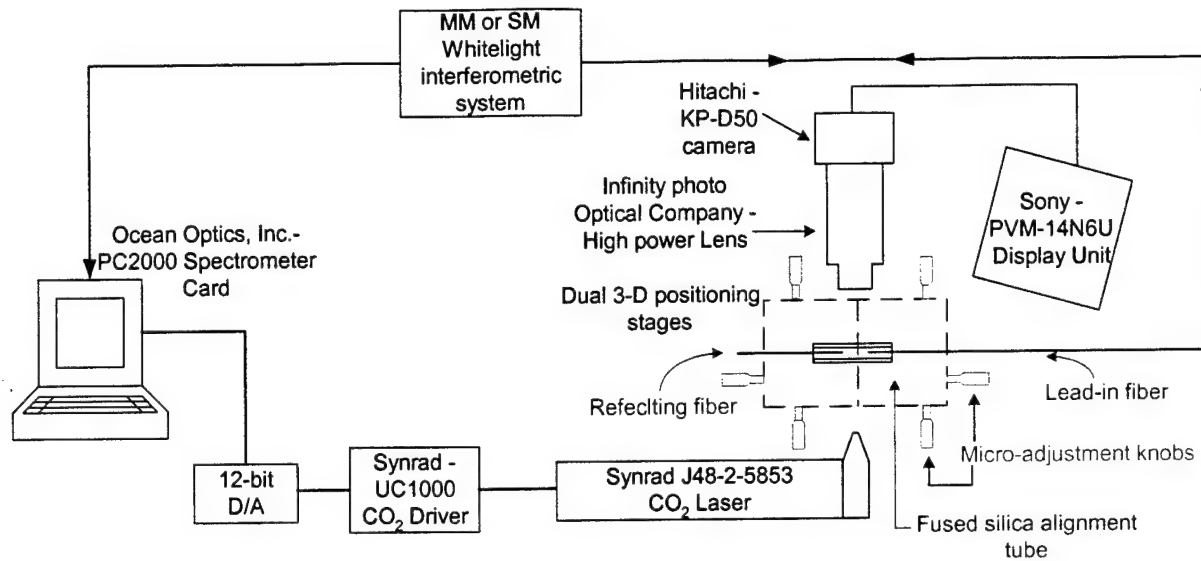 MM or SM
Whitelight
interferometric
system
Hitachi -
KP-D50
camera
Infinity photo
Optical Company -
High power Lens
Sony -
PVM-14N6U
Display Unit
Ocean Optics, Inc.-
PC2000 Spectrometer
Card
Dual 3-D positioning
stages
Refeclting fiber
Lead-in fiber
Micro-adjustment knobs
12-bit
D/A
Synrad -
UC1000
CO₂ Driver
Synrad J48-2-5853
CO₂ Laser
Fused silica alignment
tube